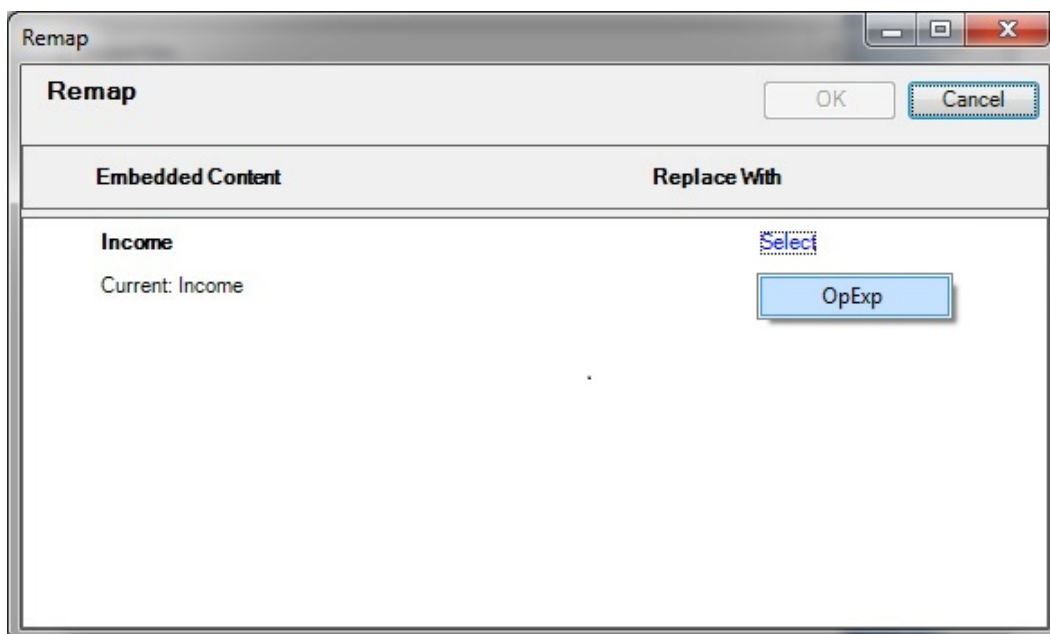 Remap
Remap
OK Cancel
Embedded Content Replace With
Income Select
Current: Income
OpExp